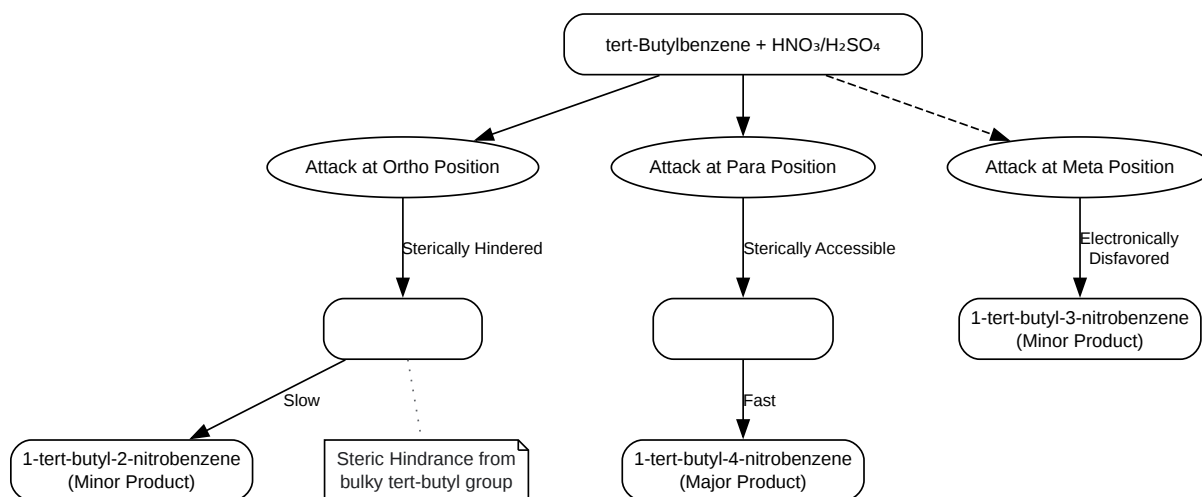 tert-Butylbenzene + HNO₃/H₂SO₄
Attack at Ortho Position
Attack at Para Position
Attack at Meta Position
Sterically Hindered
Sterically Accessible
Electronically
Disfavored
1-tert-butyl-3-nitrobenzene
(Minor Product)
Slow
Fast
1-tert-butyl-2-nitrobenzene
(Minor Product)
Steric Hindrance from
bulky tert-butyl group
1-tert-butyl-4-nitrobenzene
(Major Product)